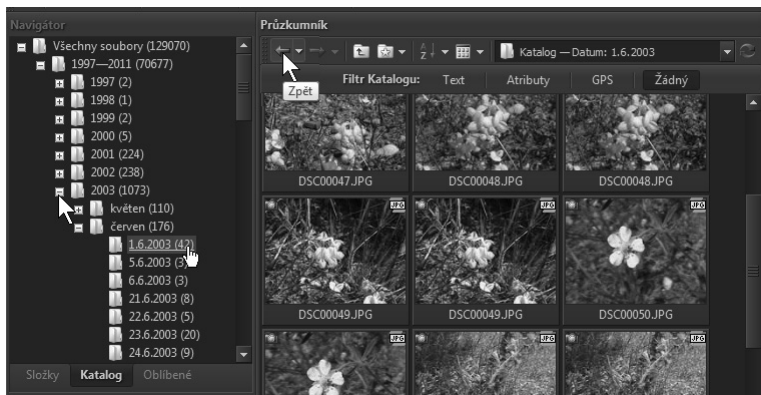 Navigátor
Všechny soubory (129070)
1997—2011 (70677)
1997 (2)
1998 (1)
1999 (2)
2000 (5)
2001 (224)
2002 (238)
2003 (1073)
květen (110)
červen (176)
1.6.2003 (42)
5.6.2003 (3)
6.6.2003 (3)
21.6.2003 (8)
22.6.2003 (5)
23.6.2003 (20)
24.6.2003 (9)
Složky Katalog Oblíbené
Průzkumník
Katalog — Datum: 1.6.2003
Zpět
Filtr Katalogu: Text Atributy GPS Žádný
DSC00047.JPG DSC00048.JPG DSC00048.JPG
JPG JPG JPG
DSC00049.JPG DSC00049.JPG DSC00050.JPG
JPG JPG JPG